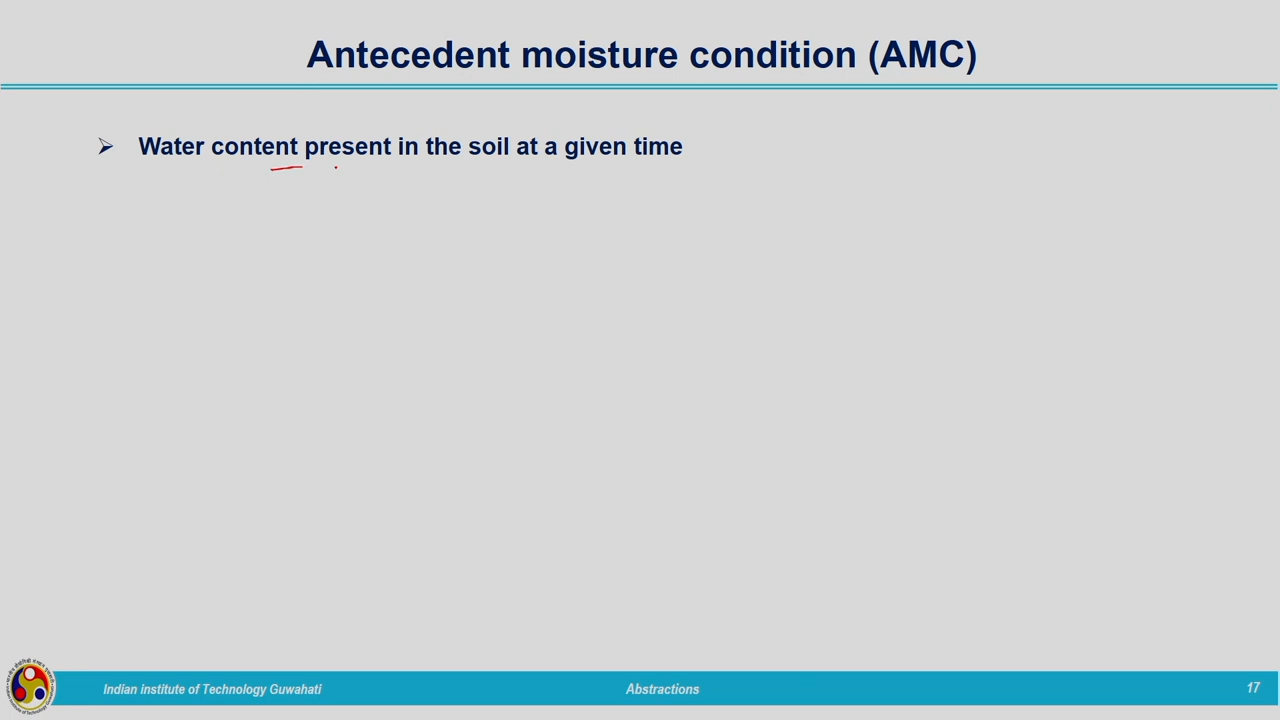 Antecedent moisture condition (AMC)
➢ Water content present in the soil at a given time
Indian institute of Technology Guwahati
Abstractions
17